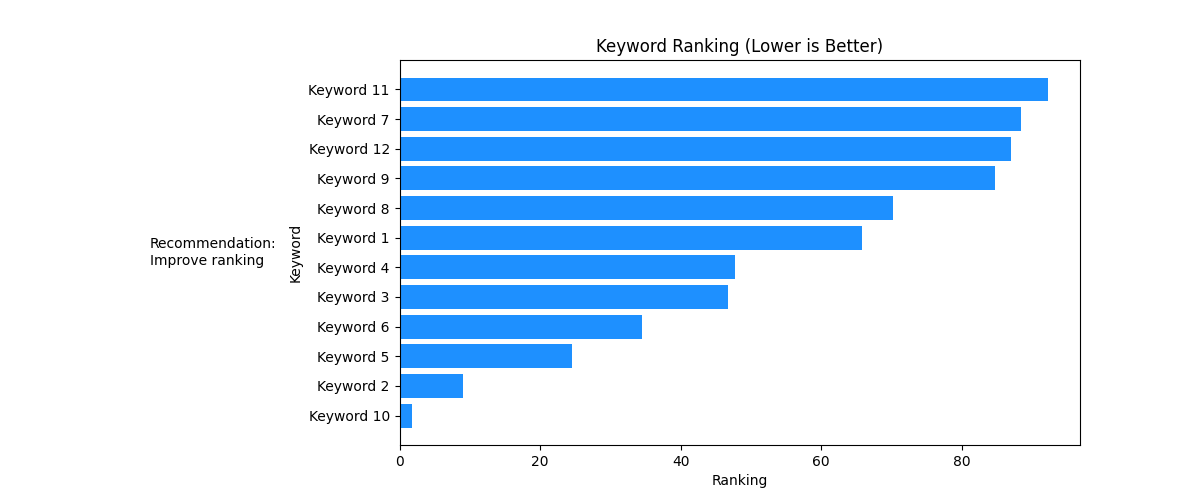 Keyword Ranking (Lower is Better)
Recommendation:
Improve ranking
Keyword
Keyword 11
Keyword 7
Keyword 12
Keyword 9
Keyword 8
Keyword 1
Keyword 4
Keyword 3
Keyword 6
Keyword 5
Keyword 2
Keyword 10
0 20 40 60 80
Ranking